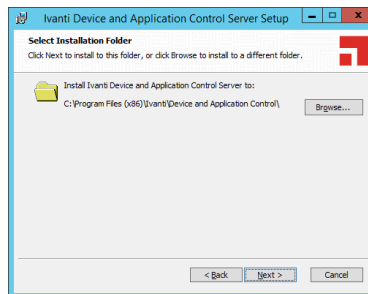 Ivanti Device and Application Control Server Setup
Select Installation Folder
Click Next to install to this folder, or click Browse to install to a different folder.
Install Ivanti Device and Application Control Server to:
C:\Program Files (x86)\Ivanti\Device and Application Control\
Browse...
< Back Next > Cancel